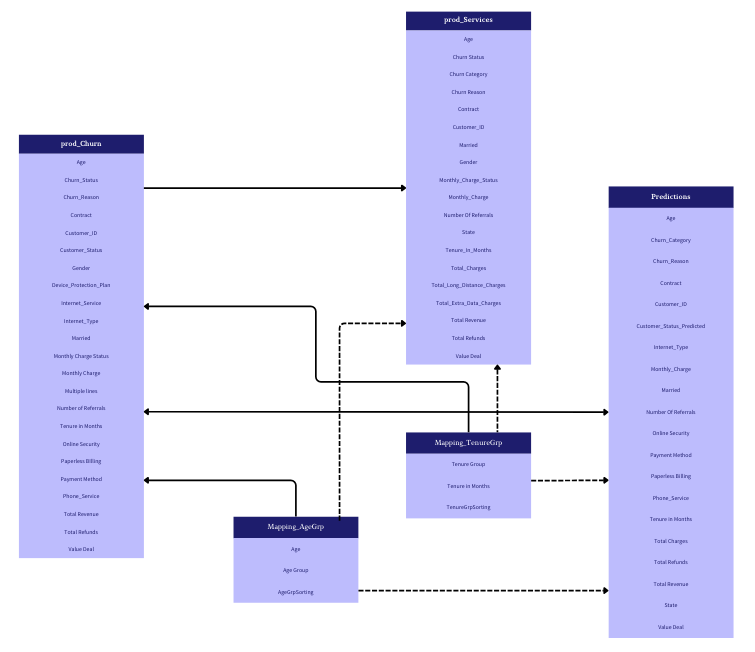 prod_Services
Age
Churn Status
Churn Category
Churn Reason
Contract
Customer_ID
Married
Gender
Monthly_Charge_Status
Monthly_Charge
Number Of Referrals
State
Tenure_In_Months
Total_Charges
Total_Long_Distance_Charges
Total_Extra_Data_Charges
Total Revenue
Total Refunds
Value Deal
prod_Churn
Age
Churn_Status
Churn_Reason
Contract
Customer_ID
Customer_Status
Gender
Device_Protection_Plan
Internet_Service
Internet_Type
Married
Monthly Charge Status
Monthly Charge
Multiple lines
Number of Referrals
Tenure in Months
Online Security
Paperless Billing
Payment Method
Phone_Service
Total Revenue
Total Refunds
Value Deal
Predictions
Age
Churn_Category
Churn_Reason
Contract
Customer_ID
Customer_Status_Predicted
Internet_Type
Monthly_Charge
Married
Number Of Referrals
Online Security
Payment Method
Paperless Billing
Phone_Service
Tenure in Months
Total Charges
Total Refunds
Total Revenue
State
Value Deal
Mapping_TenureGrp
Tenure Group
Tenure in Months
TenureGrpSorting
Mapping_AgeGrp
Age
Age Group
AgeGrpSorting